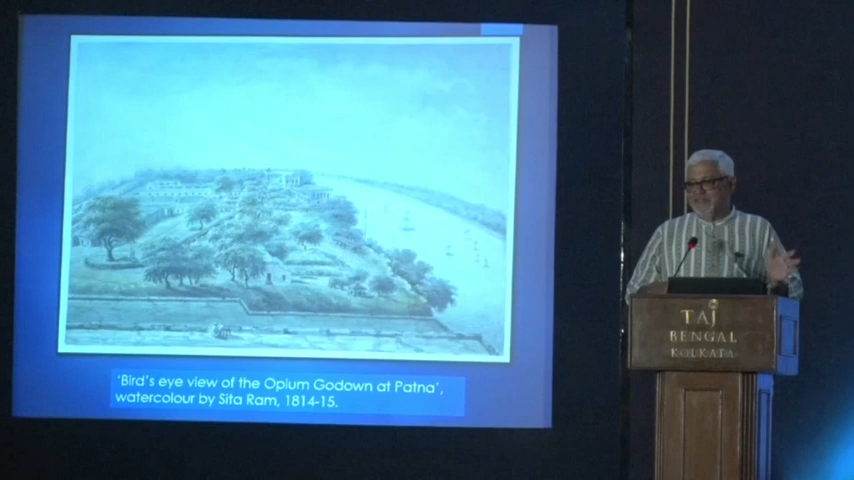 'Bird's eye view of the Opium Godown at Patna',
watercolour by Sita Ram, 1814-15.
TAJ
BENGAL
KOLKATA